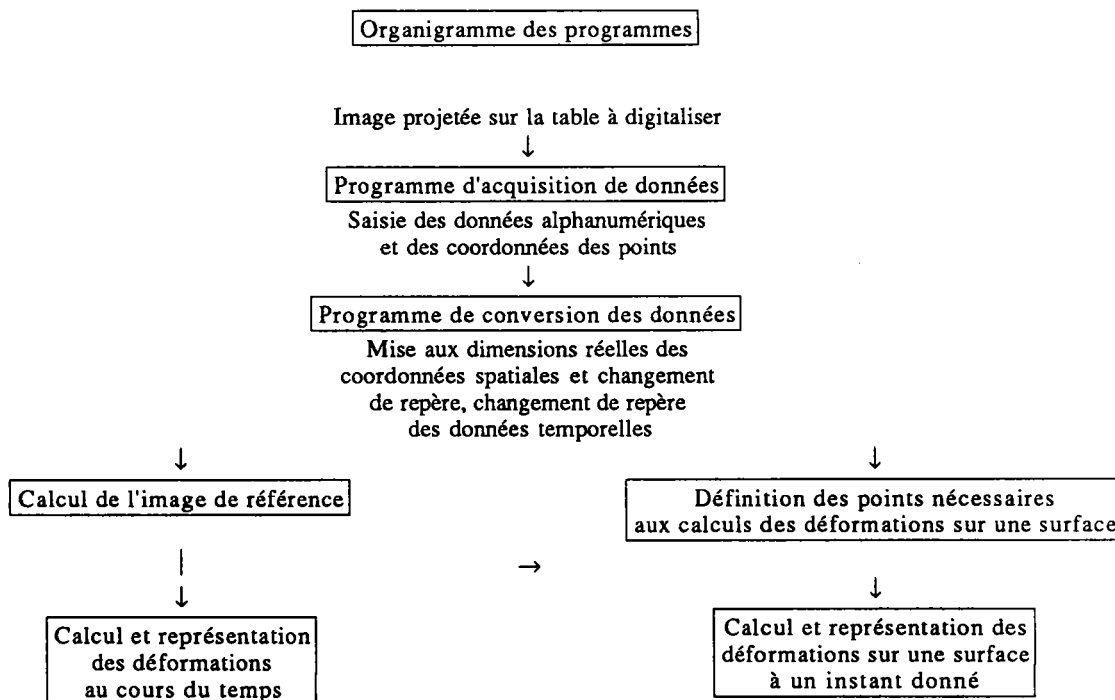 Organigramme des programmes
Image projetée sur la table à digitaliser
↓
Programme d'acquisition de données
Saisie des données alphanumériques
et des coordonnées des points
↓
Programme de conversion des données
Mise aux dimensions réelles des
coordonnées spatiales et changement
de repère, changement de repère
des données temporelles
↓ ↓
Calcul de l'image de référence
Définition des points nécessaires
aux calculs des déformations sur une surface
→
↓ ↓
Calcul et représentation
des déformations
au cours du temps
Calcul et représentation des
déformations sur une surface
à un instant donné